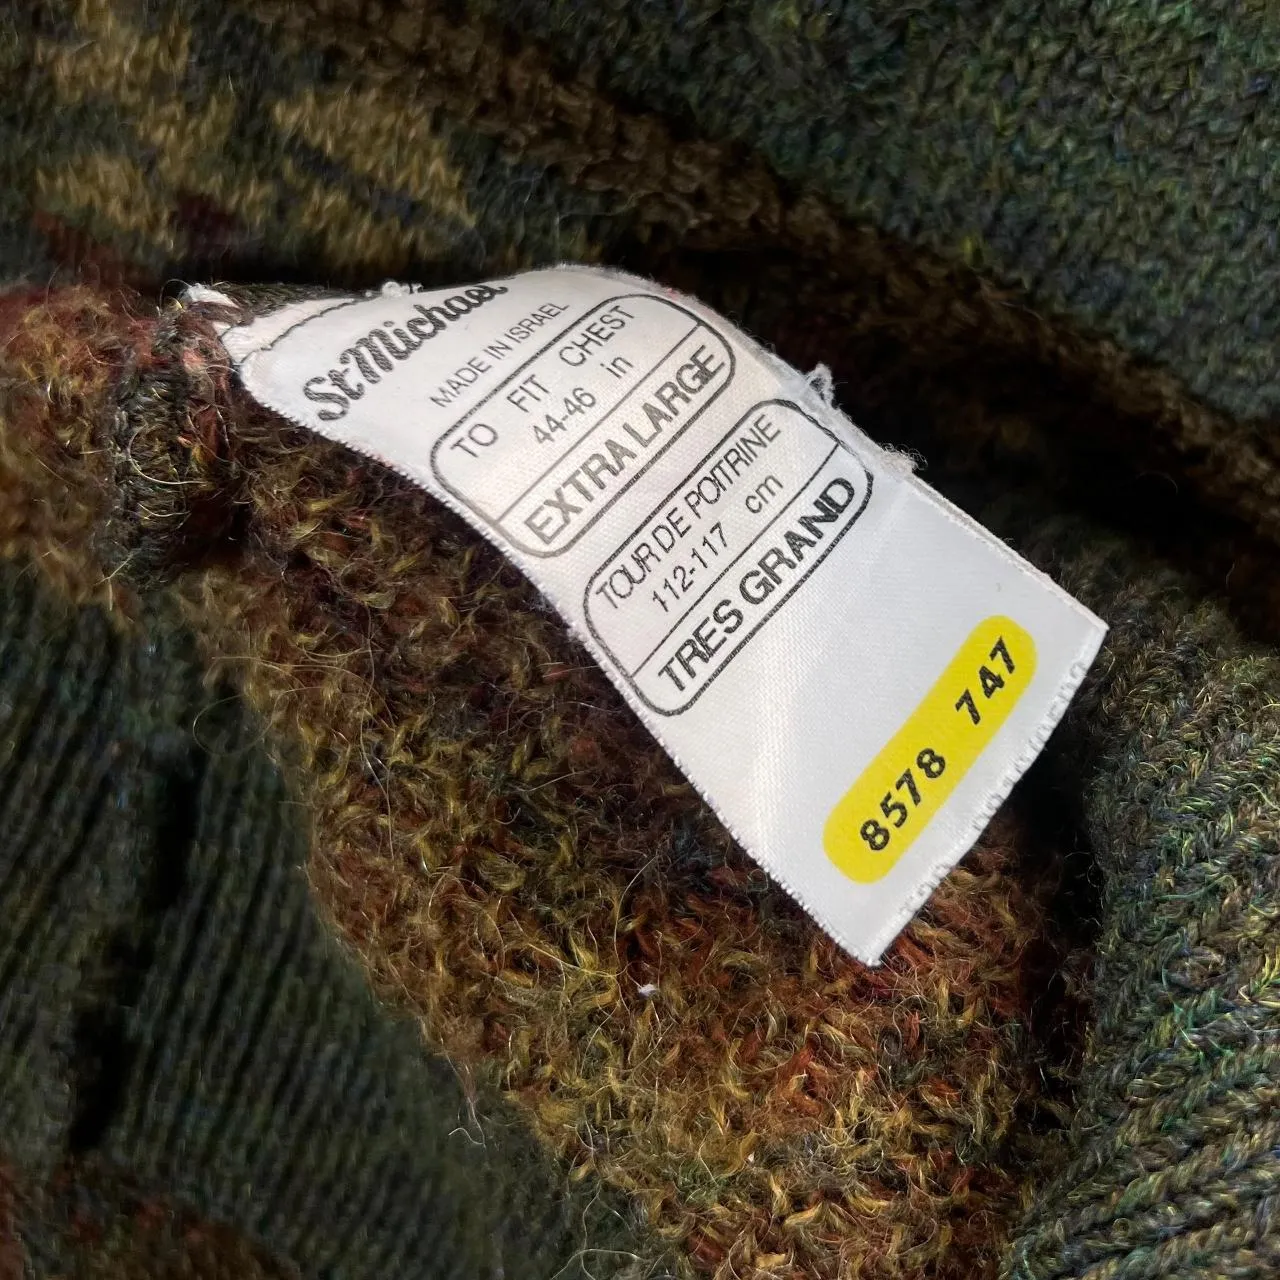 St Michael
MADE IN ISRAEL
TO FIT CHEST
44-46 in
EXTRA LARGE
TOUR DE POITRINE
112-117 cm
TRES GRAND
8578 747